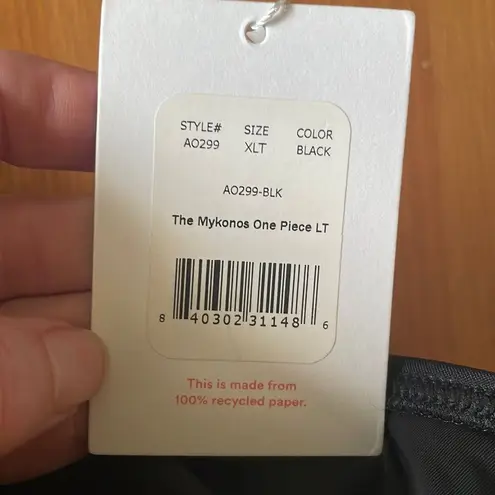 STYLE# SIZE COLOR
AO299 XLT BLACK
AO299-BLK
The Mykonos One Piece LT
8 40302 31148 6
This is made from
100% recycled paper.